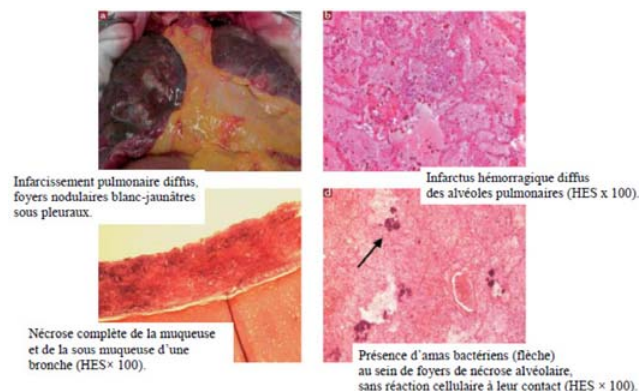 a
b
Infarcissement pulmonaire diffus,
foyers nodulaires blanc-jaunâtres
sous pleuraux.
Infarctus hémorragique diffus
des alvéoles pulmonaires (HES x 100).
d
Nécrose complète de la muqueuse
et de la sous muqueuse d’une
bronche (HES× 100).
Présence d’amas bactériens (flèche)
au sein de foyers de nécrose alvéolaire,
sans réaction cellulaire à leur contact (HES × 100).